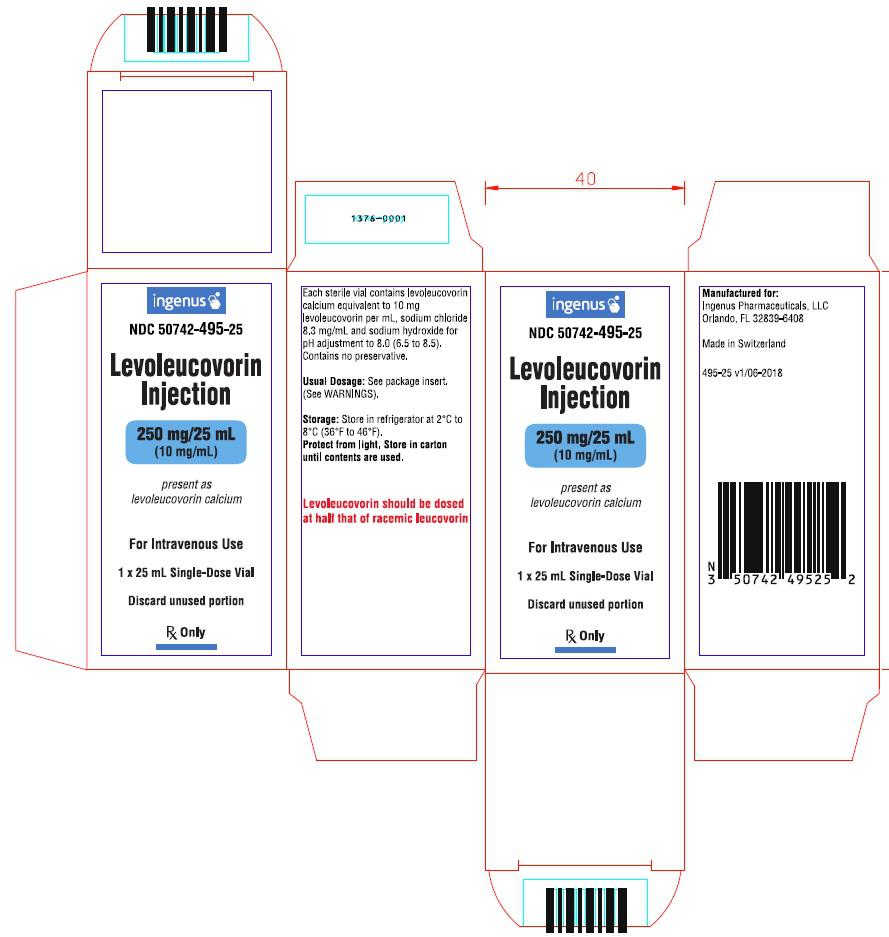 40
1376-0001
ingenus
NDC 50742-495-25
Levoleucovorin
Injection
250 mg/25 mL
(10 mg/mL)
present as
levoleucovorin calcium
For Intravenous Use
1 x 25 mL Single-Dose Vial
Discard unused portion
Rx Only
Each sterile vial contains levoleucovorin
calcium equivalent to 10 mg
levoleucovorin per mL, sodium chloride
8.3 mg/mL and sodium hydroxide for
pH adjustment to 8.0 (6.5 to 8.5).
Contains no preservative.
Usual Dosage: See package insert.
(See WARNINGS).
Storage: Store in refrigerator at 2°C to
8°C (36°F to 46°F).
Protect from light. Store in carton
until contents are used.
Levoleucovorin should be dosed
at half that of racemic leucovorin
ingenus
NDC 50742-495-25
Levoleucovorin
Injection
250 mg/25 mL
(10 mg/mL)
present as
levoleucovorin calcium
For Intravenous Use
1 x 25 mL Single-Dose Vial
Discard unused portion
Rx Only
Manufactured for:
Ingenus Pharmaceuticals, LLC
Orlando, FL 32839-6408
Made in Switzerland
495-25 v1/06-2018
N
3 50742 49525 2